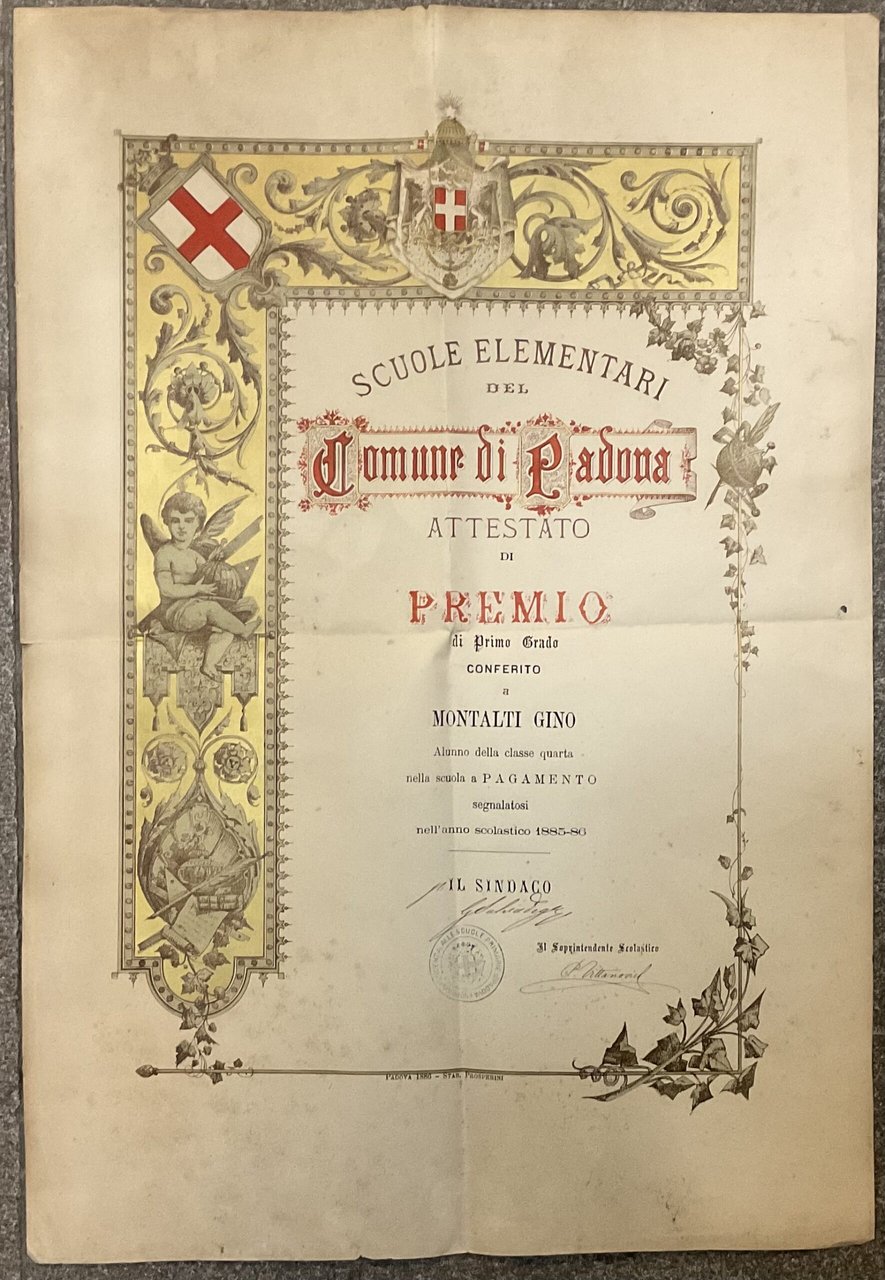 SCUOLE ELEMENTARI
DEL
Comune di Padova
ATTESTATO
DI
PREMIO
di Primo Grado
CONFERITO
a
MONTALTI GINO
Alunno della classe quarta
nella scuola a PAGAMENTO
segnalatosi
nell'anno scolastico 1885-86
IL SINDACO
Il Soprintendente Scolastico
PADOVA 1886 - STAB. PROSPERINI